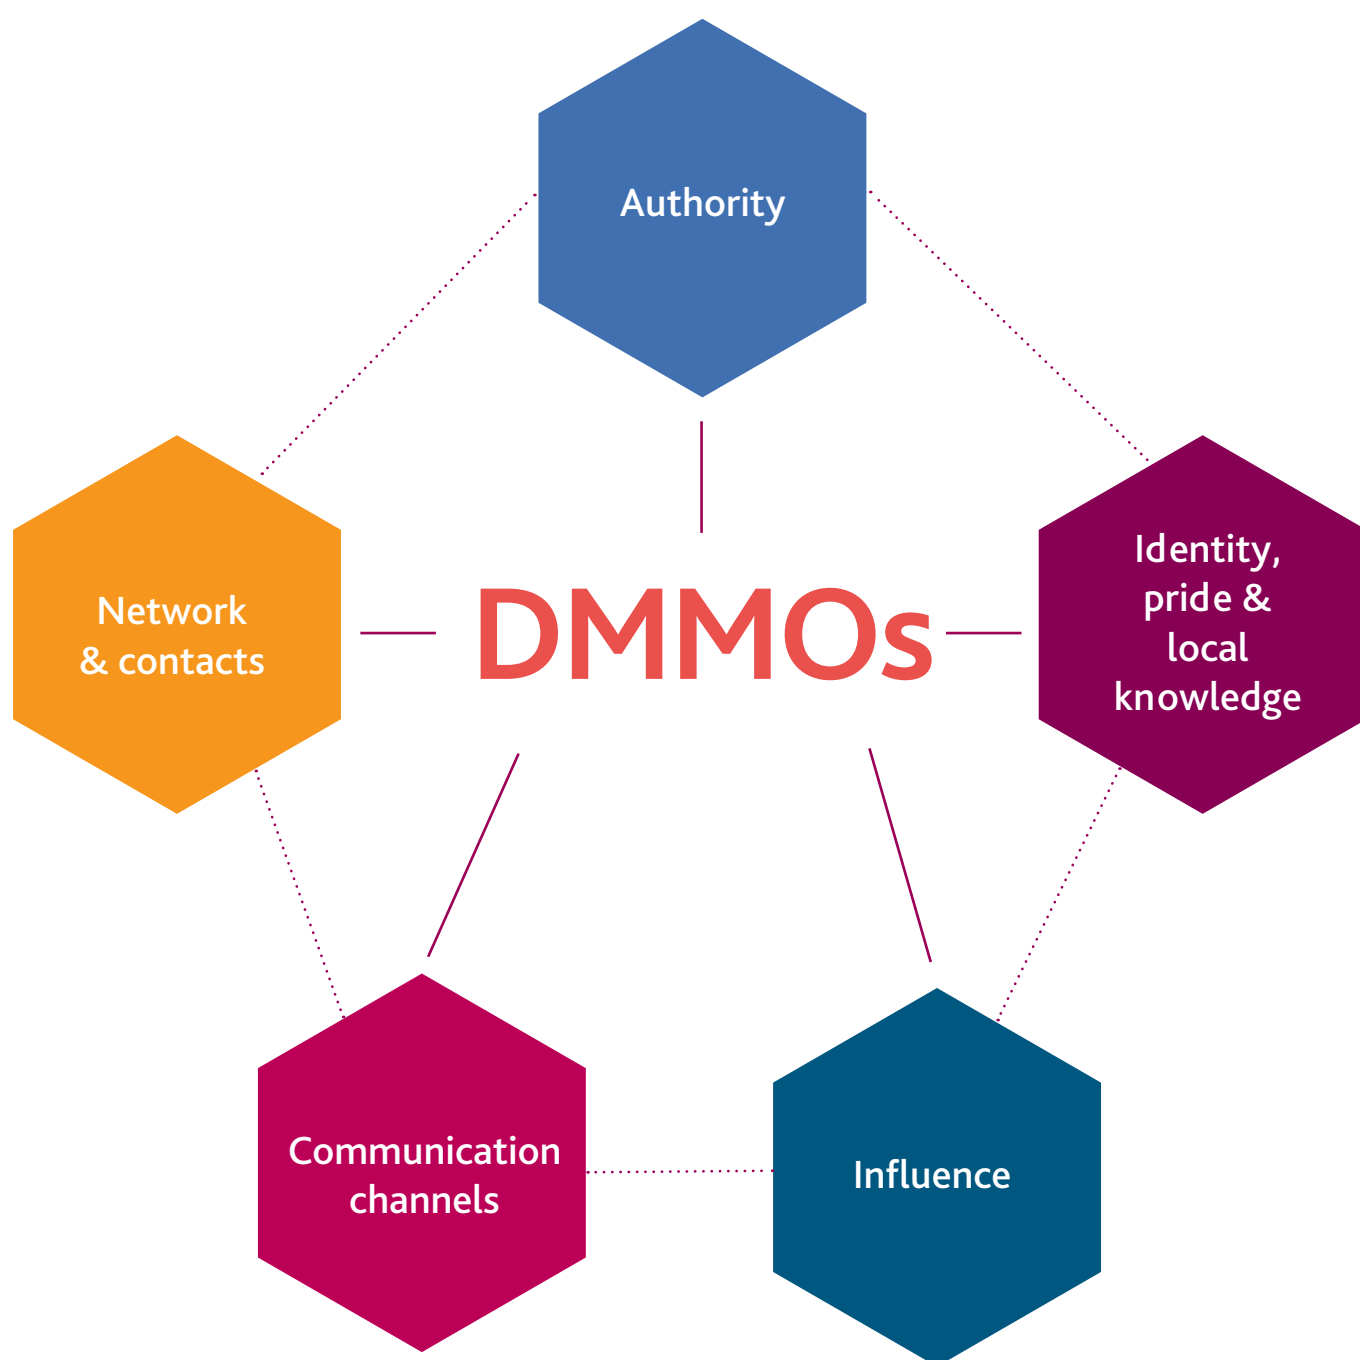 Authority
Network
& contacts
DMMOs
Identity,
pride &
local
knowledge
Communication
channels
Influence